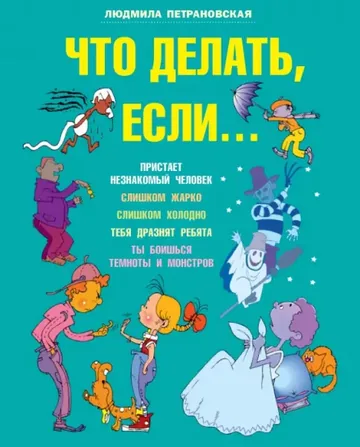 ЛЮДМИЛА ПЕТРАНОВСКАЯ
ЧТО ДЕЛАТЬ,
ЕСЛИ...
ПРИСТАЕТ
НЕЗНАКОМЫЙ ЧЕЛОВЕК
СЛИШКОМ ЖАРКО
СЛИШКОМ ХОЛОДНО
ТЕБЯ ДРАЗНЯТ РЕБЯТА
ТЫ БОИШЬСЯ
ТЕМНОТЫ И МОНСТРОВ